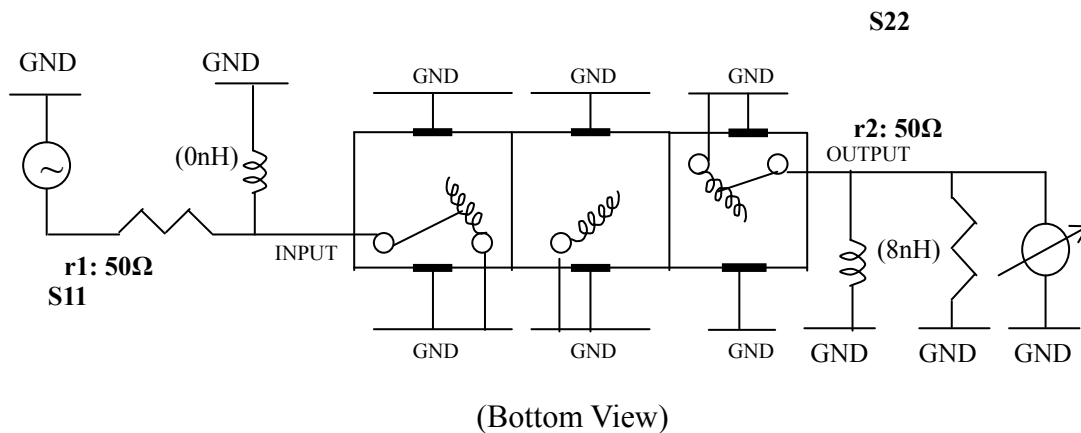 S22
GND
GND
GND
GND
GND
r2: 50Ω
(0nH)
OUTPUT
INPUT
(8nH)
r1: 50Ω
S11
GND
GND
GND
GND
GND
GND
(Bottom View)